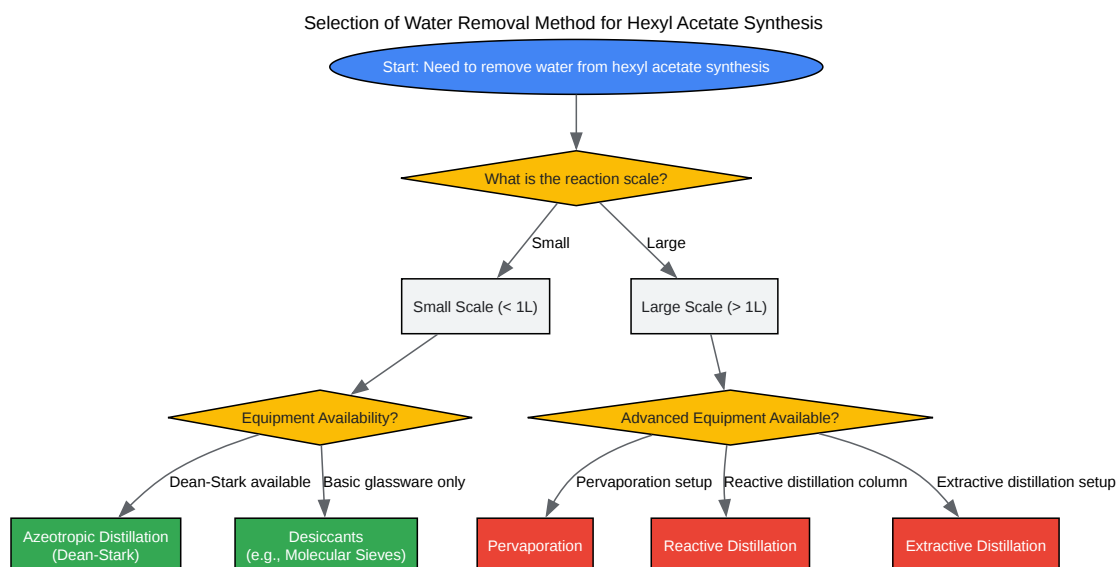 Selection of Water Removal Method for Hexyl Acetate Synthesis
Start: Need to remove water from hexyl acetate synthesis
What is the reaction scale?
Small
Large
Small Scale (< 1L)
Large Scale (> 1L)
Equipment Availability?
Advanced Equipment Available?
Dean-Stark available
Basic glassware only
Pervaporation setup
Reactive distillation column
Extractive distillation setup
Azeotropic Distillation
(Dean-Stark)
Desiccants
(e.g., Molecular Sieves)
Pervaporation
Reactive Distillation
Extractive Distillation